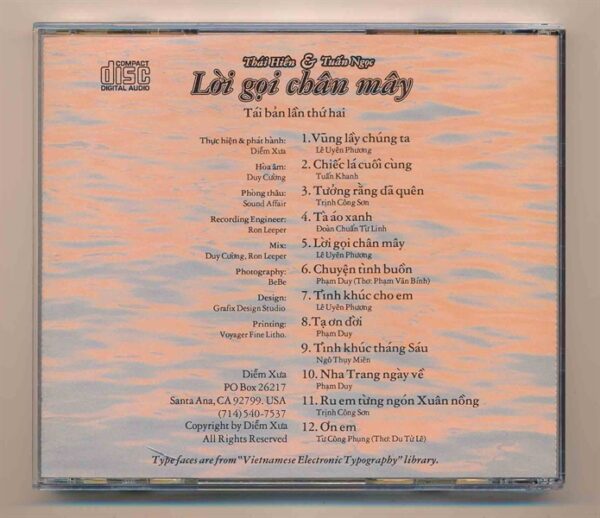 COMPACT
disc
DIGITAL AUDIO
Thái Hiền & Tuấn Ngọc
Lời gọi chân mây
Tái bản lần thứ hai
Thực hiện & phát hành:
Diễm Xưa
Hòa âm:
Duy Cường
Phòng thâu:
Sound Affair
Recording Engineer:
Ron Leeper
Mix:
Duy Cường, Ron Leeper
Photography:
BeBe
Design:
Grafix Design Studio
Printing:
Voyager Fine Litho.
Diễm Xưa
PO Box 26217
Santa Ana, CA 92799. USA
(714) 540-7537
Copyright by Diễm Xưa
All Rights Reserved
1. Vũng lầy chúng ta
Lê Uyên Phương
2. Chiếc lá cuối cùng
Tuấn Khanh
3. Tưởng rằng đã quên
Trịnh Công Sơn
4. Tà áo xanh
Đoàn Chuẩn Từ Linh
5. Lời gọi chân mây
Lê Uyên Phương
6. Chuyện tình buồn
Phạm Duy (Thơ: Phạm Văn Bính)
7. Tình khúc cho em
Lê Uyên Phương
8. Tạ ơn đời
Phạm Duy
9. Tình khúc tháng Sáu
Ngô Thụy Miên
10. Nha Trang ngày về
Phạm Duy
11. Ru em từng ngón Xuân nồng
Trịnh Công Sơn
12. Ơn em
Từ Công Phụng (Thơ: Du Tử Lê)
Type faces are from "Vietnamese Electronic Typography" library.